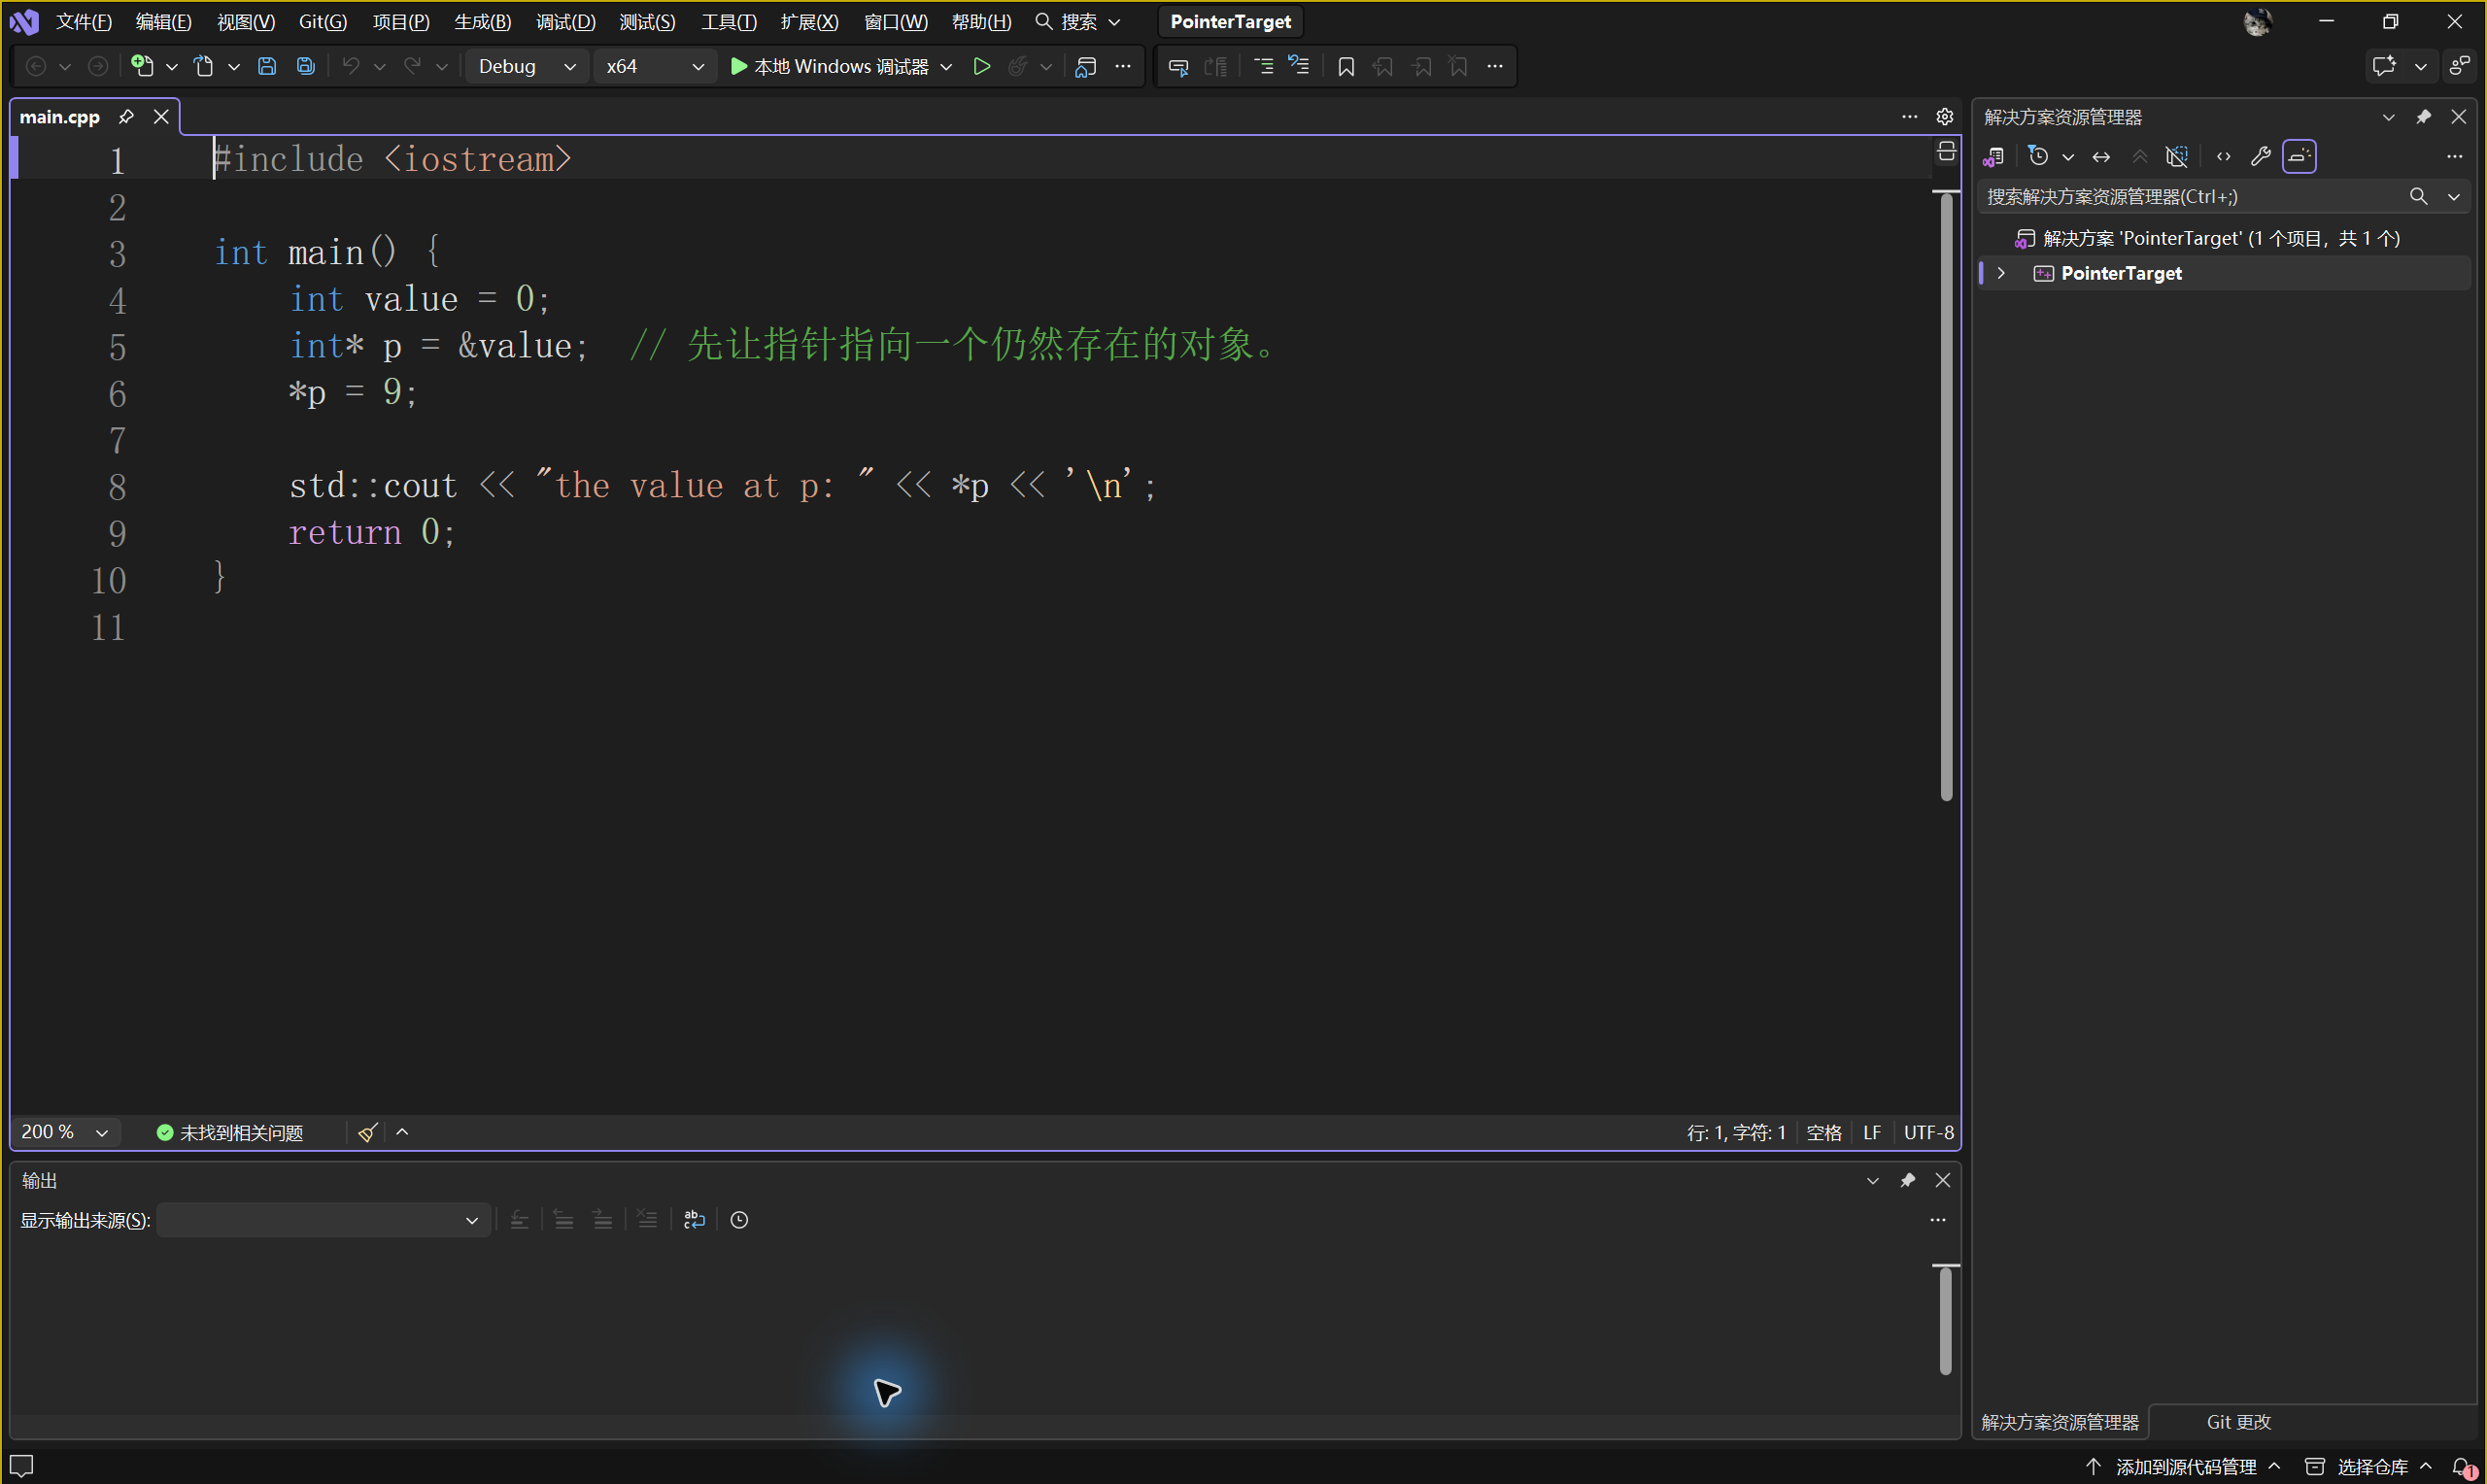 文件(F) 编辑(E) 视图(V) Git(G) 项目(P) 生成(B) 调试(D) 测试(S) 工具(T) 扩展(X) 窗口(W) 帮助(H) 搜索 PointerTarget
Debug x64 本地 Windows 调试器
main.cpp
1 #include <iostream>
2
3 int main() {
4 int value = 0;
5 int* p = &value; // 先让指针指向一个仍然存在的对象。
6 *p = 9;
7
8 std::cout << "the value at p: " << *p << '\n';
9 return 0;
10 }
11
200 % 未找到相关问题 行: 1, 字符: 1 空格 LF UTF-8
输出
显示输出来源(S):
解决方案资源管理器
搜索解决方案资源管理器(Ctrl+;)
解决方案 'PointerTarget' (1 个项目，共 1 个)
PointerTarget
解决方案资源管理器 Git 更改
添加到源代码管理 选择仓库 1